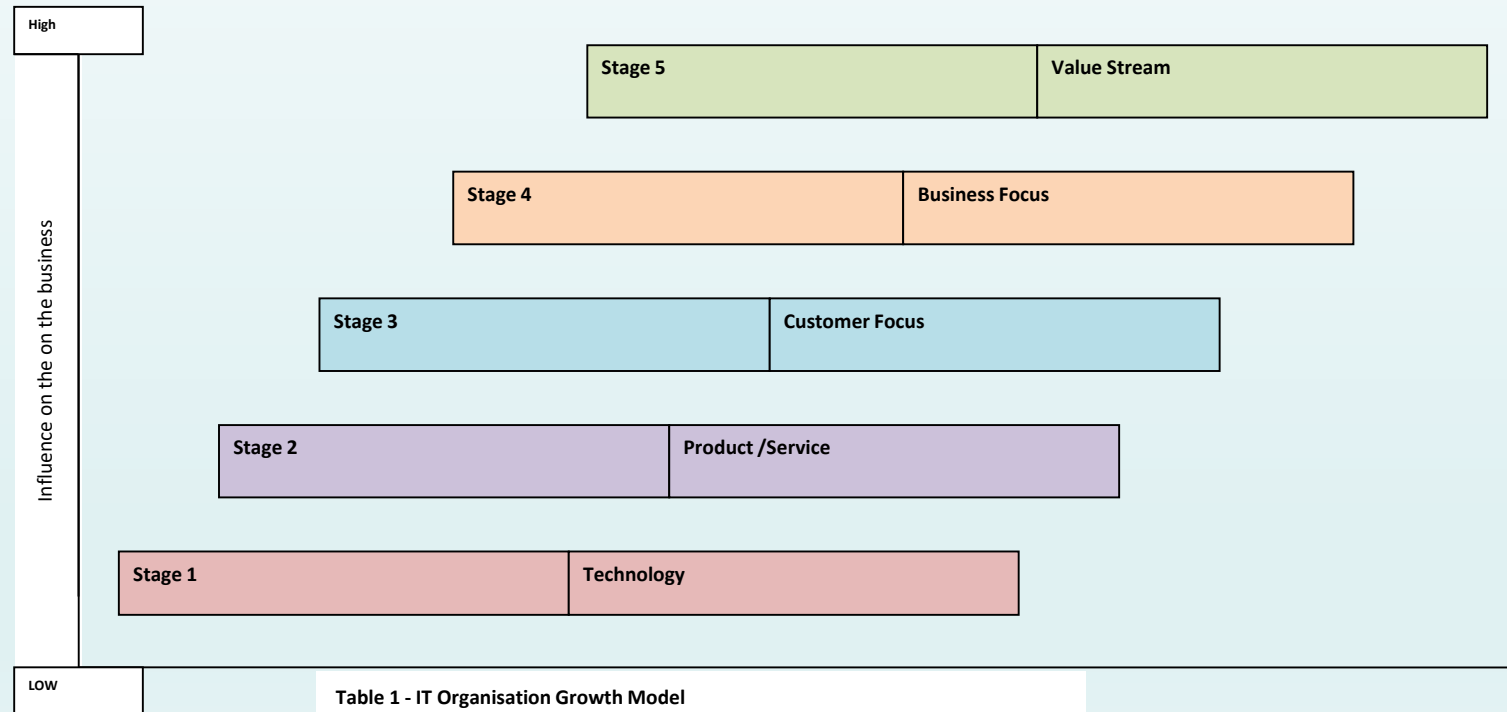 High
Stage 5 Value Stream
Stage 4 Business Focus
Influence on the on the business
Stage 3 Customer Focus
Stage 2 Product /Service
Stage 1 Technology
LOW
Table 1 - IT Organisation Growth Model